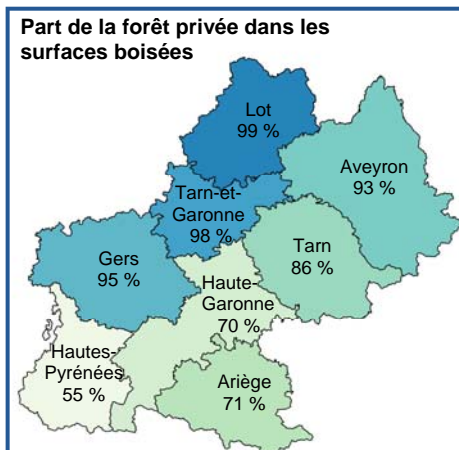 Part de la forêt privée dans les
surfaces boisées
Lot
99 %
Aveyron
93 %
Tarn-et-
Garonne
98 %
Tarn
86 %
Gers
95 %
Haute-
Garonne
70 %
Hautes-
Pyrénées
55 %
Ariège
71 %